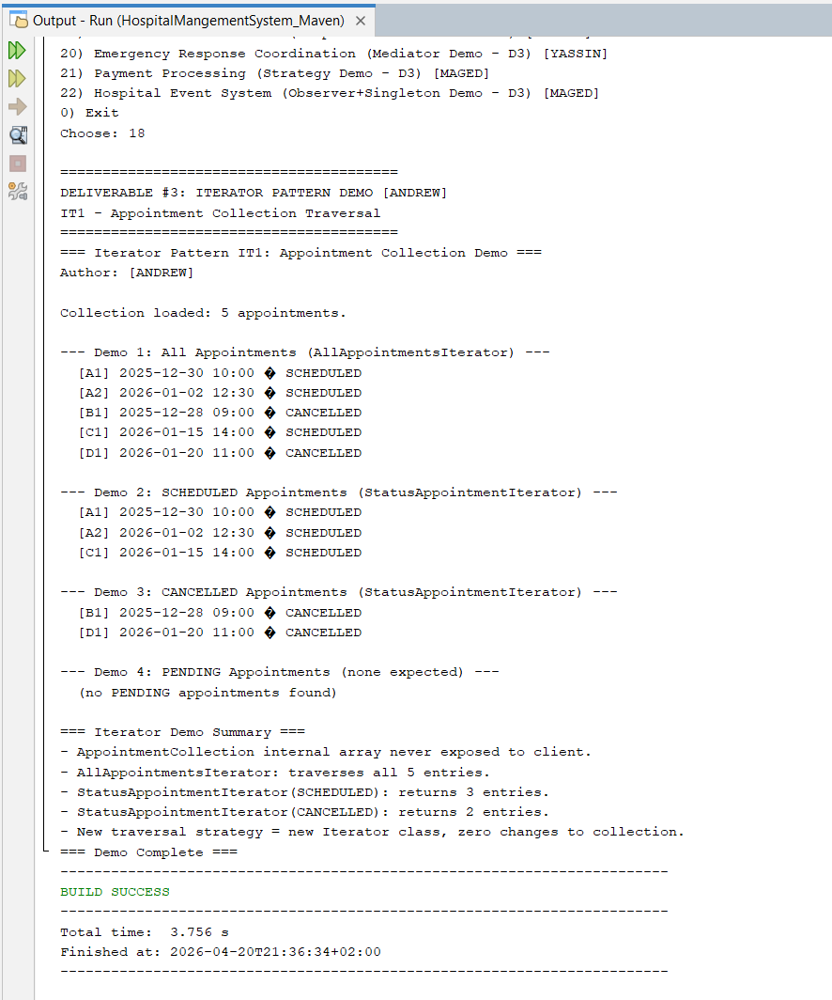 Output - Run (HospitalMangementSystem_Maven)
20) Emergency Response Coordination (Mediator Demo - D3) [YASSIN]
21) Payment Processing (Strategy Demo - D3) [MAGED]
22) Hospital Event System (Observer+Singleton Demo - D3) [MAGED]
0) Exit
Choose: 18
========================================
DELIVERABLE #3: ITERATOR PATTERN DEMO [ANDREW]
IT1 - Appointment Collection Traversal
========================================
=== Iterator Pattern IT1: Appointment Collection Demo ===
Author: [ANDREW]
Collection loaded: 5 appointments.
--- Demo 1: All Appointments (AllAppointmentsIterator) ---
[A1] 2025-12-30 10:00 � SCHEDULED
[A2] 2026-01-02 12:30 � SCHEDULED
[B1] 2025-12-28 09:00 � CANCELLED
[C1] 2026-01-15 14:00 � SCHEDULED
[D1] 2026-01-20 11:00 � CANCELLED
--- Demo 2: SCHEDULED Appointments (StatusAppointmentIterator) ---
[A1] 2025-12-30 10:00 � SCHEDULED
[A2] 2026-01-02 12:30 � SCHEDULED
[C1] 2026-01-15 14:00 � SCHEDULED
--- Demo 3: CANCELLED Appointments (StatusAppointmentIterator) ---
[B1] 2025-12-28 09:00 � CANCELLED
[D1] 2026-01-20 11:00 � CANCELLED
--- Demo 4: PENDING Appointments (none expected) ---
(no PENDING appointments found)
=== Iterator Demo Summary ===
- AppointmentCollection internal array never exposed to client.
- AllAppointmentsIterator: traverses all 5 entries.
- StatusAppointmentIterator(SCHEDULED): returns 3 entries.
- StatusAppointmentIterator(CANCELLED): returns 2 entries.
- New traversal strategy = new Iterator class, zero changes to collection.
=== Demo Complete ===
------------------------------------------------------------------------
BUILD SUCCESS
------------------------------------------------------------------------
Total time:  3.756 s
Finished at: 2026-04-20T21:36:34+02:00
------------------------------------------------------------------------